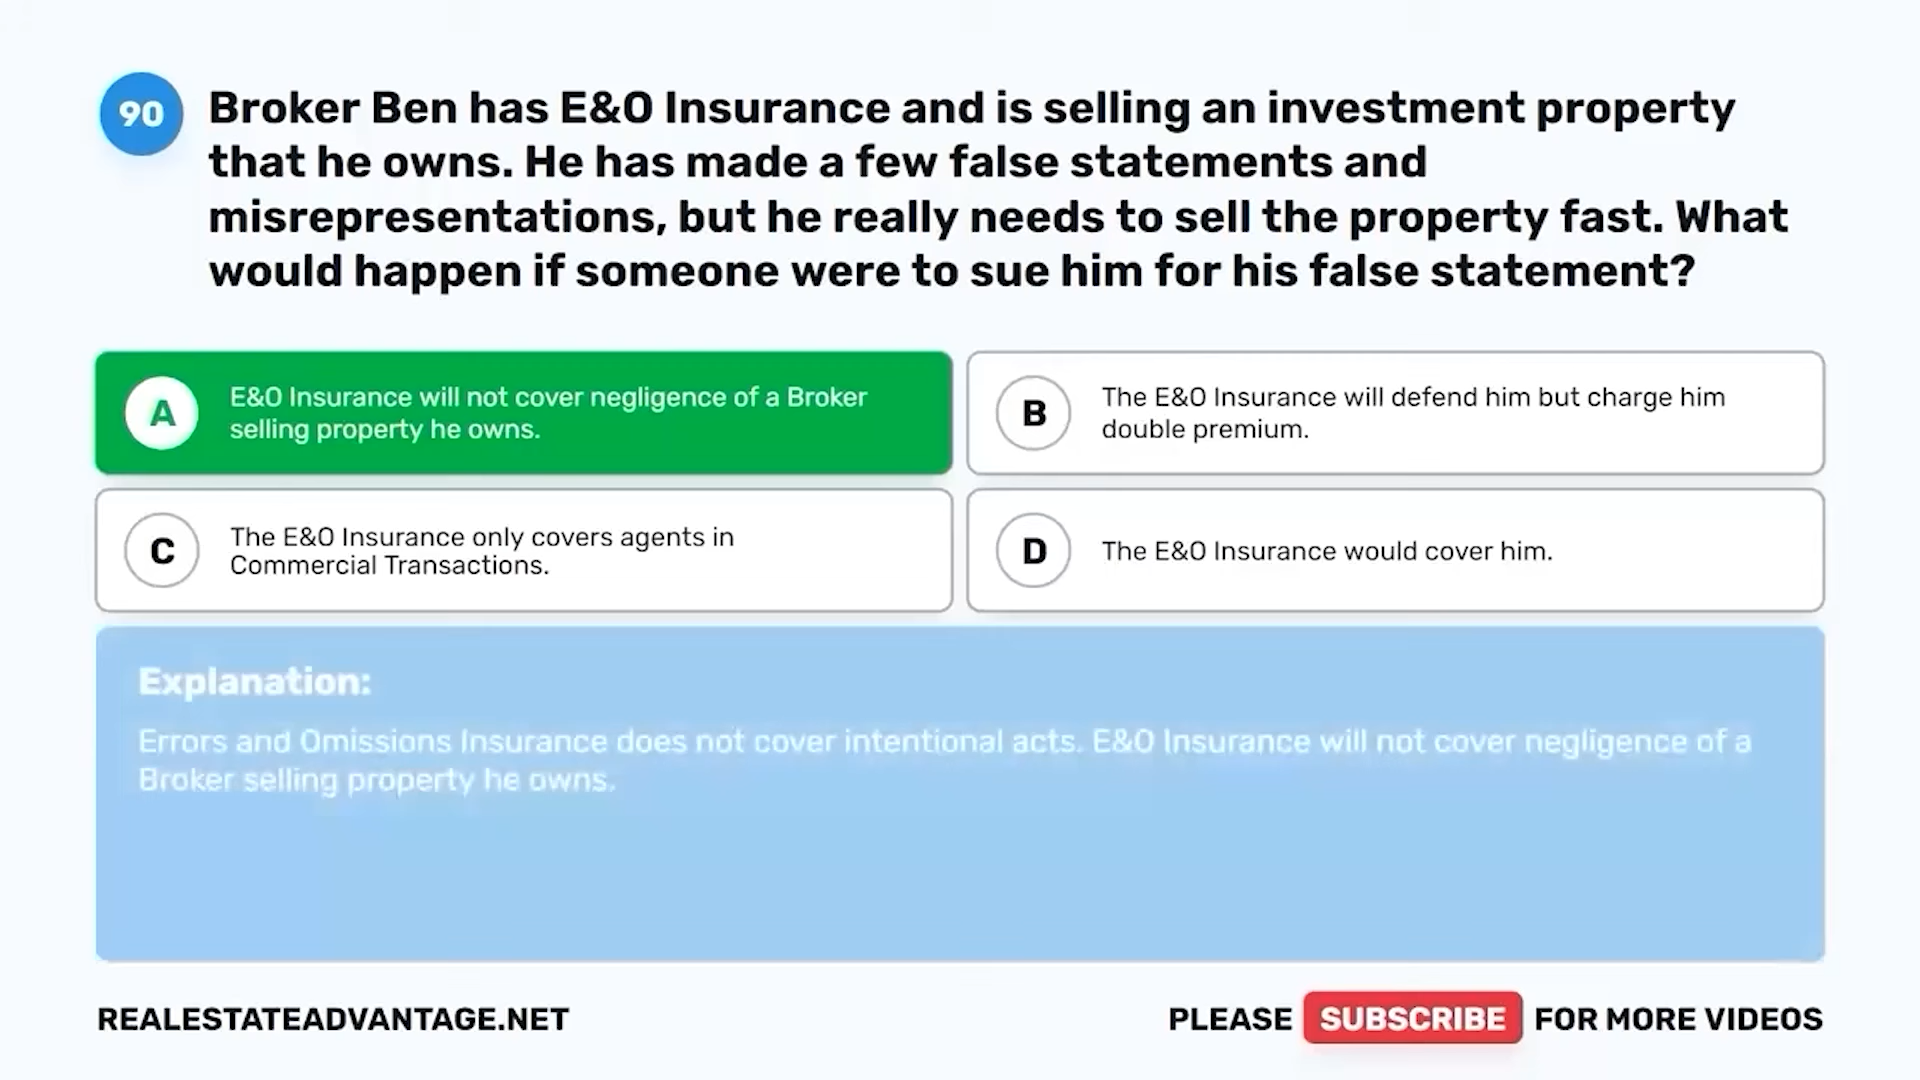 90
Broker Ben has E&O Insurance and is selling an investment property
that he owns. He has made a few false statements and
misrepresentations, but he really needs to sell the property fast. What
would happen if someone were to sue him for his false statement?
A
E&O Insurance will not cover negligence of a Broker
selling property he owns.
B
The E&O Insurance will defend him but charge him
double premium.
C
The E&O Insurance only covers agents in
Commercial Transactions.
D
The E&O Insurance would cover him.
Explanation:
Errors and Omissions Insurance does not cover intentional acts. E&O Insurance will not cover negligence of a
Broker selling property he owns.
REALESTATEADVANTAGE.NET
PLEASE SUBSCRIBE FOR MORE VIDEOS